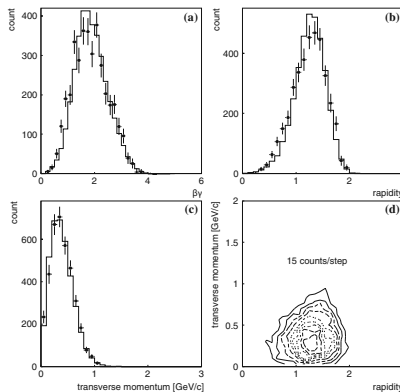 count
(a)
400
300
200
100
0
0
2
4
6
βγ
count
(b)
400
200
0
0
1
2
rapidity
count
(c)
600
400
200
0
0
1
2
3
transverse momentum [GeV/c]
transverse momentum [GeV/c]
(d)
2
1.5
1
0.5
0
15 counts/step
0
1
2
rapidity